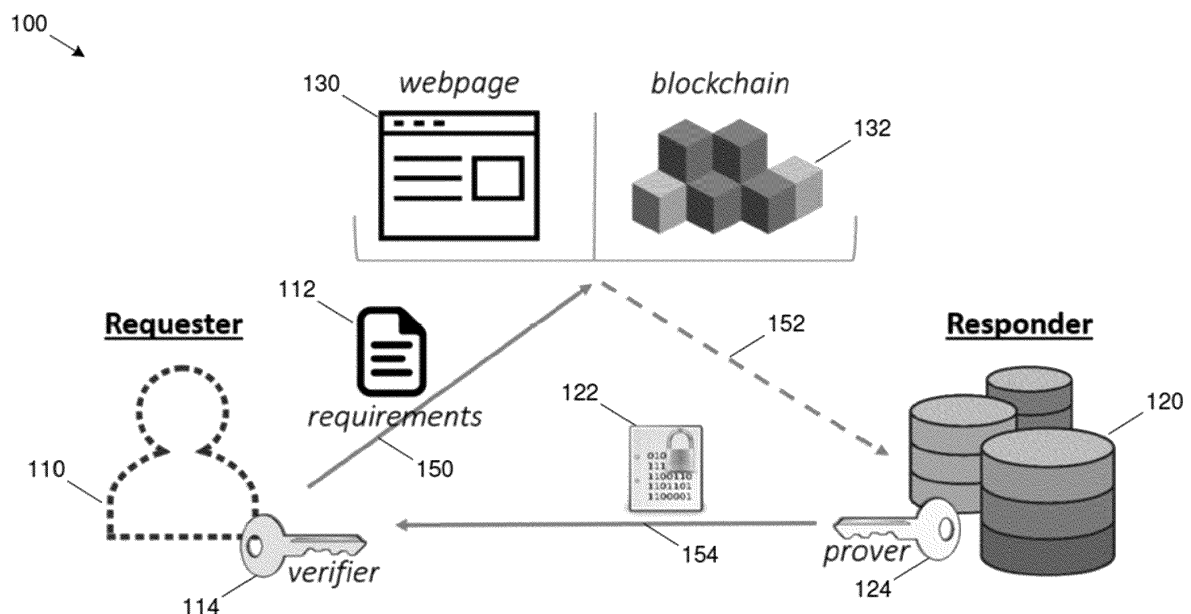 100
130
webpage
blockchain
132
112
Requester
requirements
150
152
Responder
122
120
010
111
1100110
1101101
1100001
110
114
verifier
154
prover
124